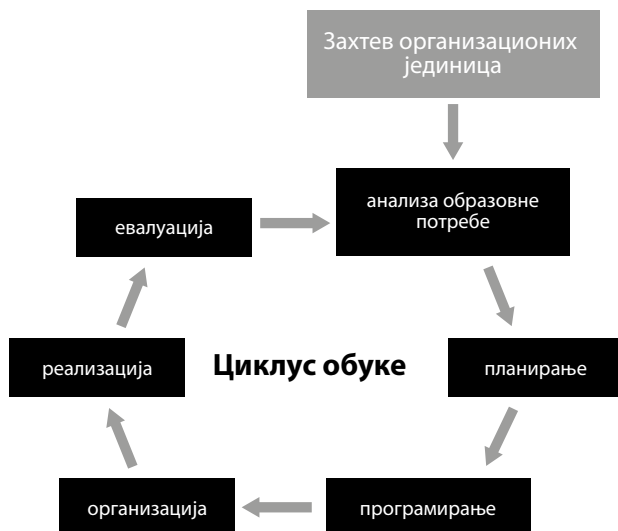 Захтев организационих
јединица
анализа образовне
потребе
евалуација
реализација
Циклус обуке
планирање
организација
програмирање